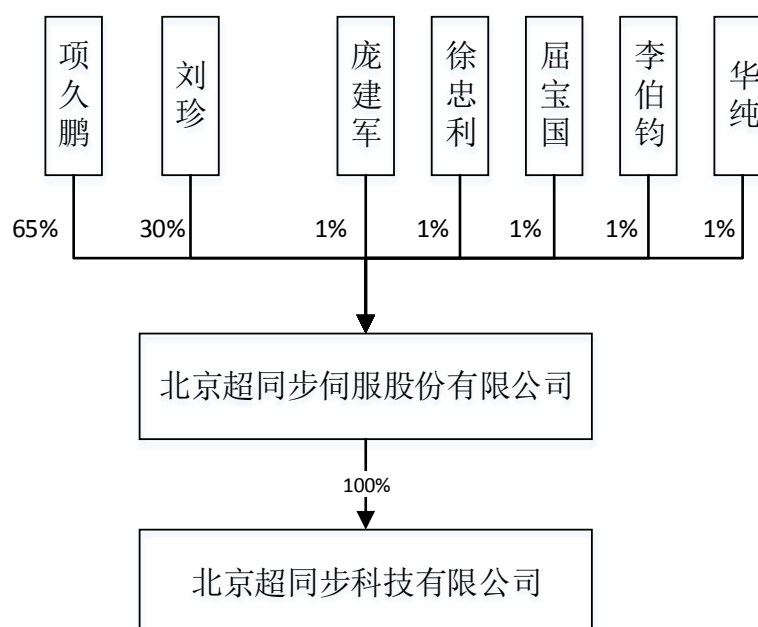 项久鹏
刘珍
庞建军
徐忠利
屈宝国
李伯钧
华纯
65%
30%
1%
1%
1%
1%
1%
北京超同步伺服股份有限公司
100%
北京超同步科技有限公司